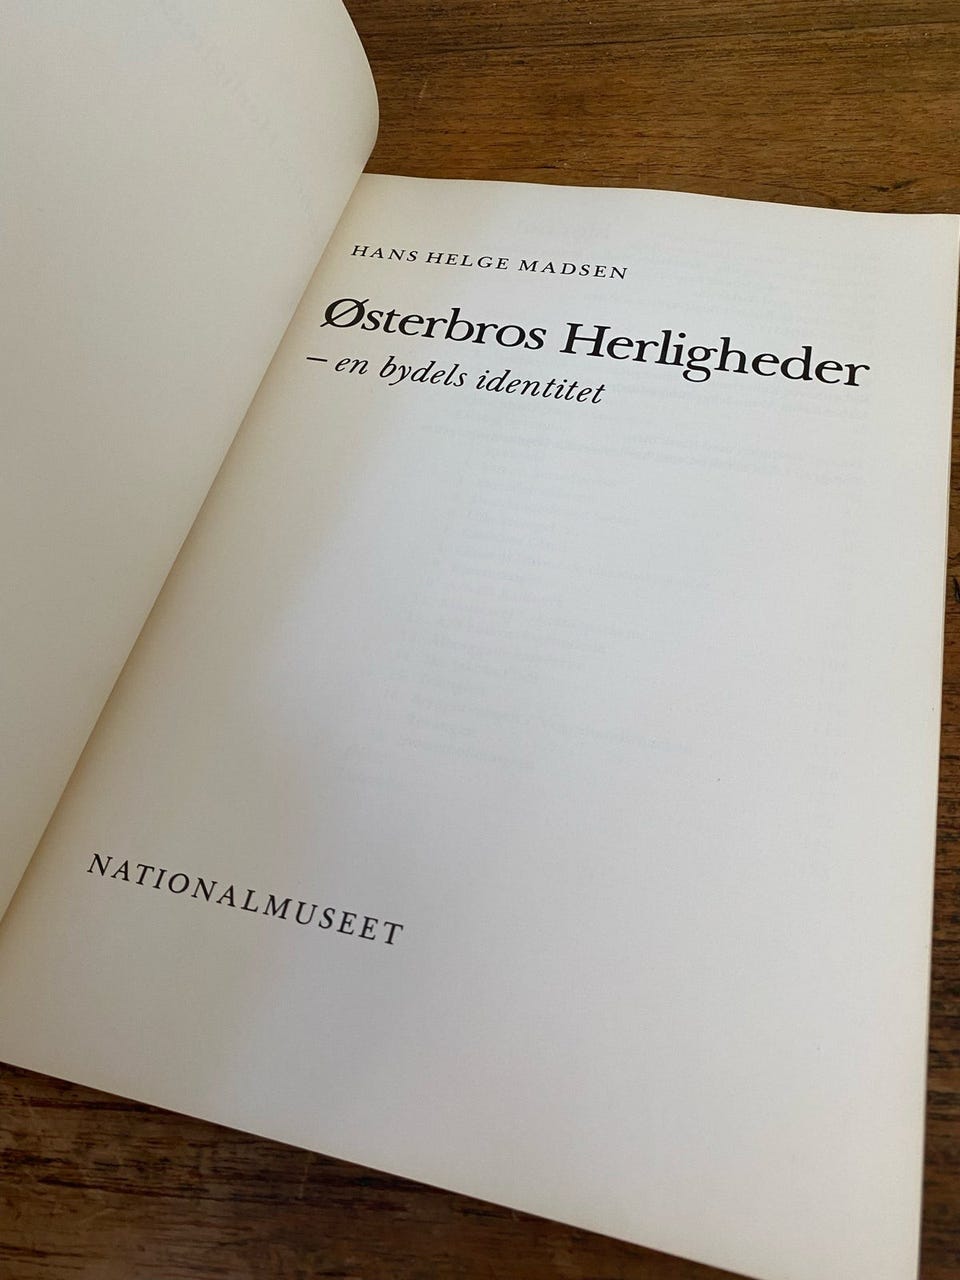 HANS HELGE MADSEN
Østerbros Herligheder
– en bydels identitet
NATIONALMUSEET